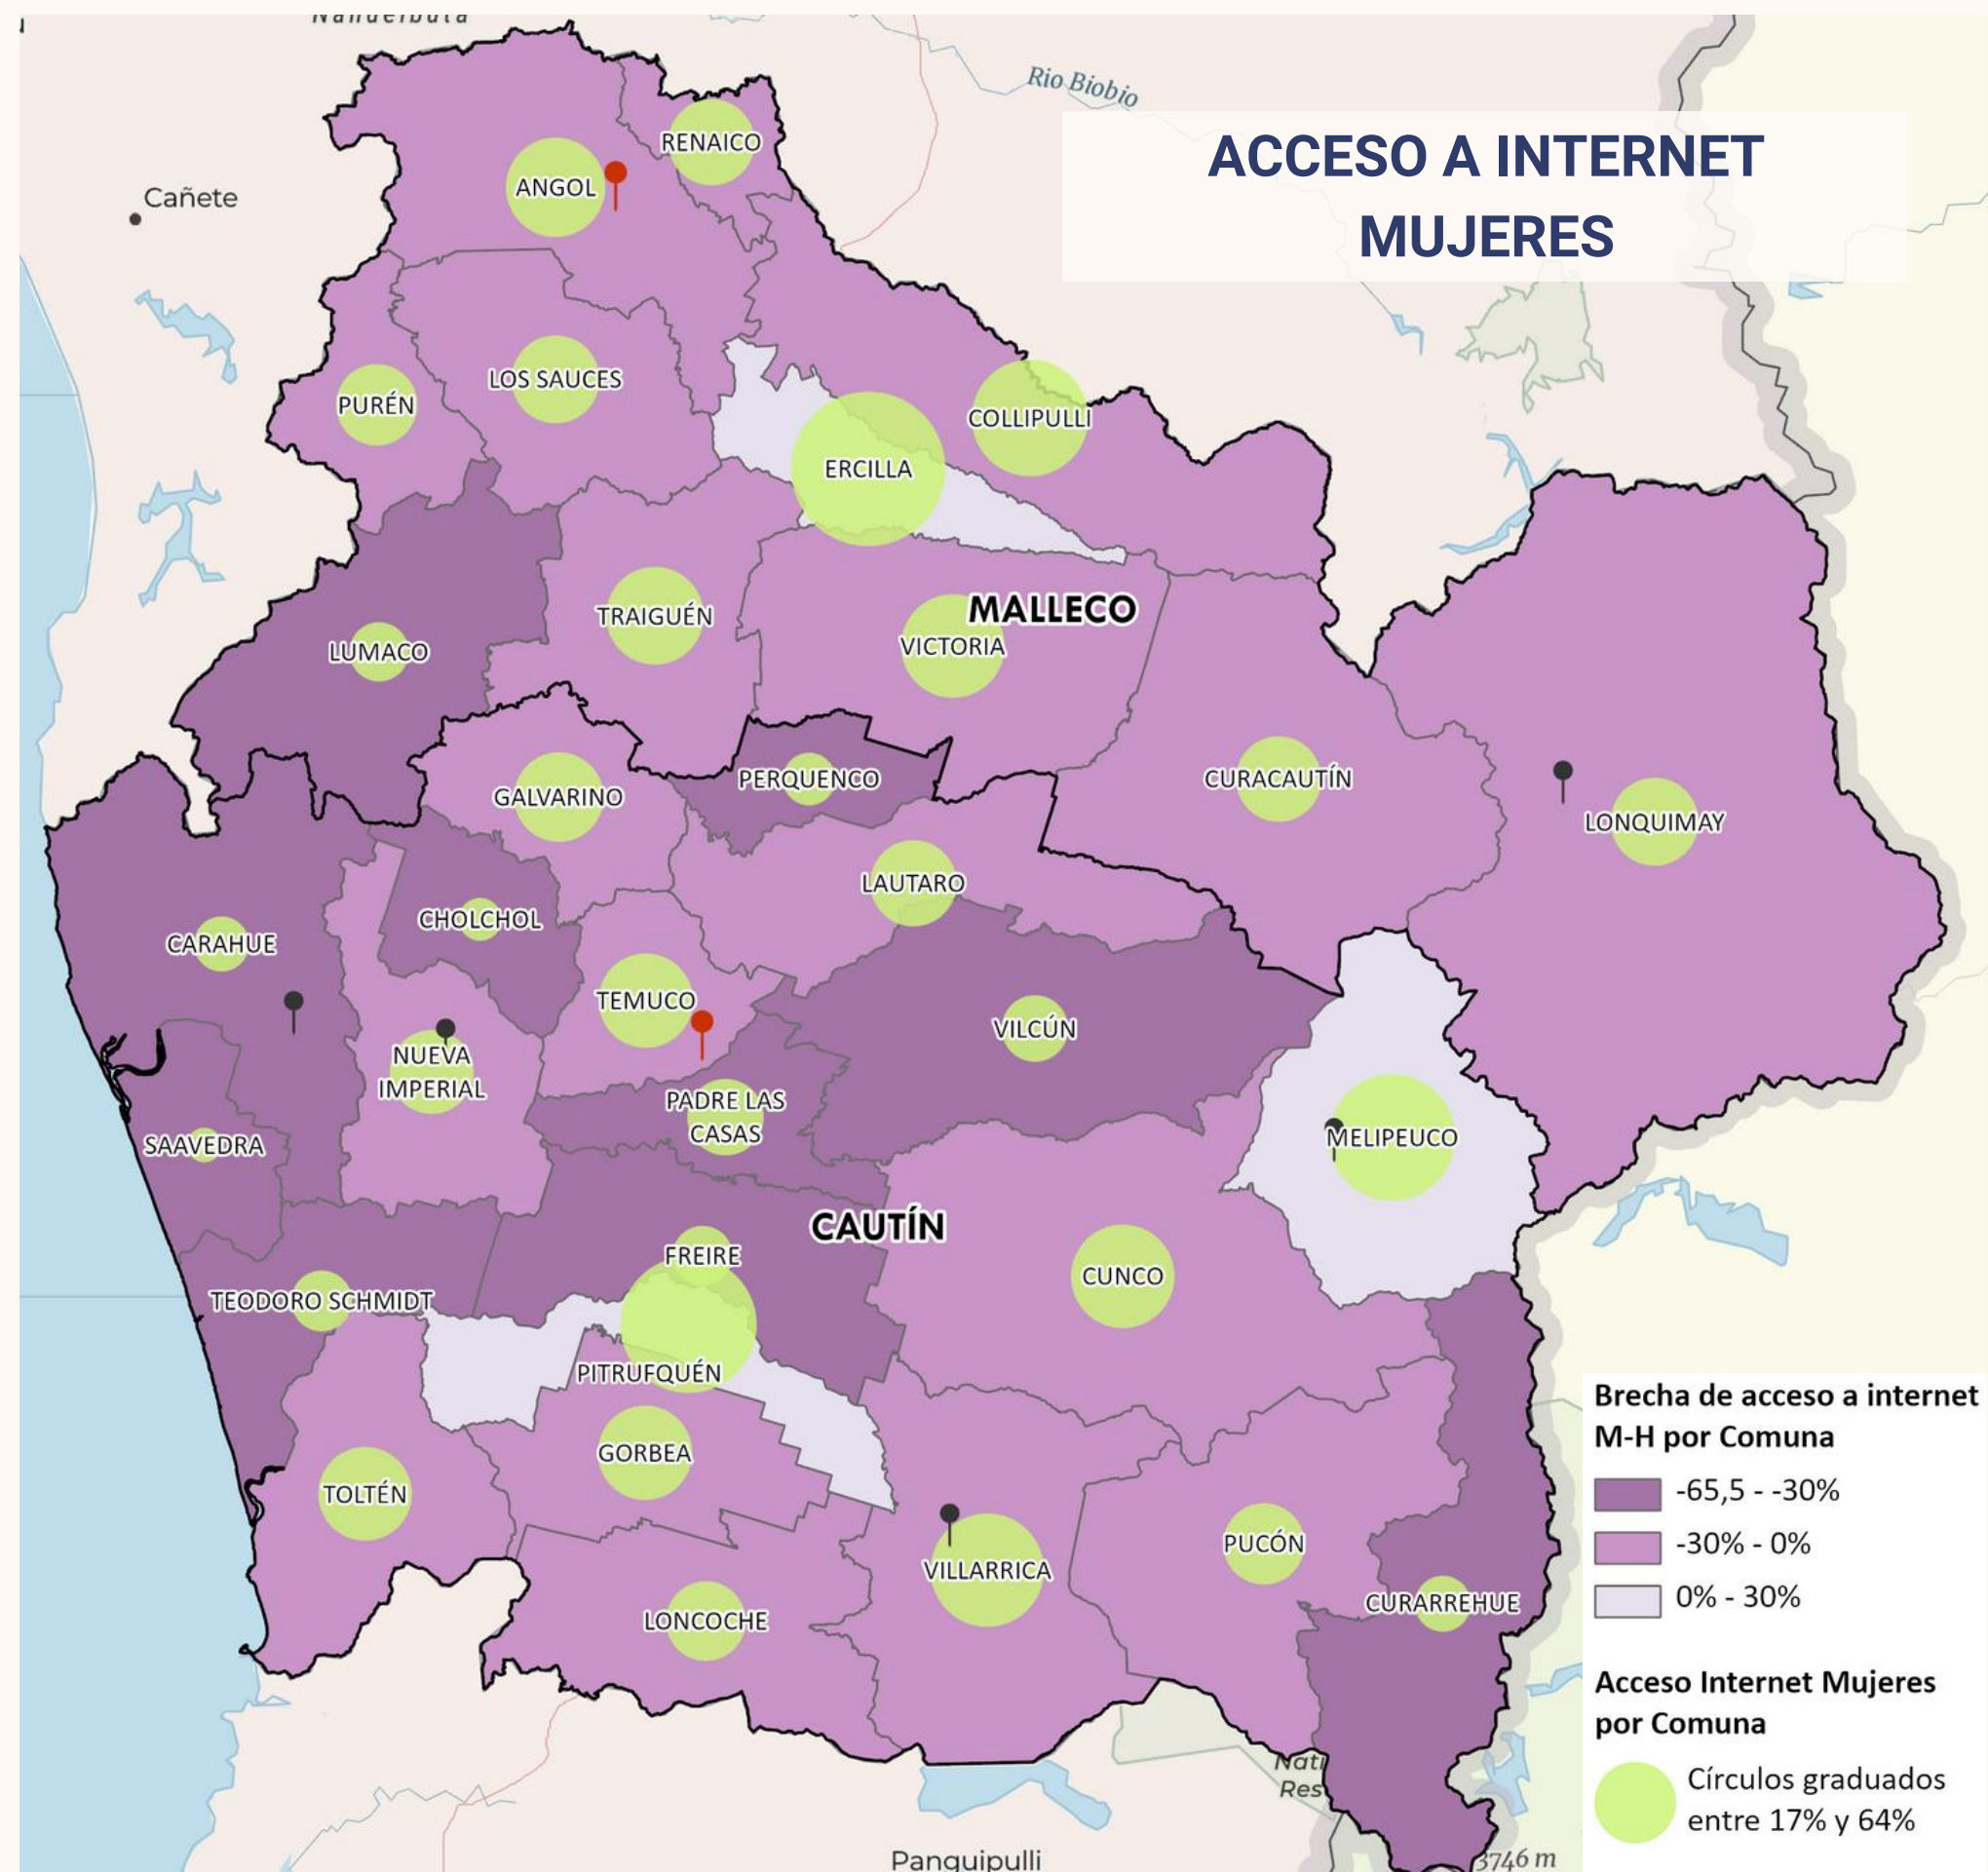 Nahuelbuta
Rio Biobio
ACCESO A INTERNET
MUJERES
RENAICO
ANGOL
Cañete
LOS SAUCES
PURÉN
COLLIPULLI
ERCILLA
MALLECO
TRAIGUÉN
VICTORIA
LUMACO
PERQUENCO
CURACAUTÍN
GALVARINO
LONQUIMAY
LAUTARO
CHOLCHOL
CARAHUE
TEMUCO
VILCÚN
NUEVA
IMPERIAL
PADRE LAS
CASAS
MELIPEUCO
SAAVEDRA
CAUTÍN
FREIRE
CUNCO
TEODORO SCHMIDT
PITRUFQUÉN
GORBEA
TOLTÉN
PUCÓN
VILLARRICA
CURARREHUE
LONCOCHE
Nati
Res
Panguipulli
3746 m
Brecha de acceso a internet
M-H por Comuna
-65,5 - -30%
-30% - 0%
0% - 30%
Acceso Internet Mujeres
por Comuna
Círculos graduados
entre 17% y 64%